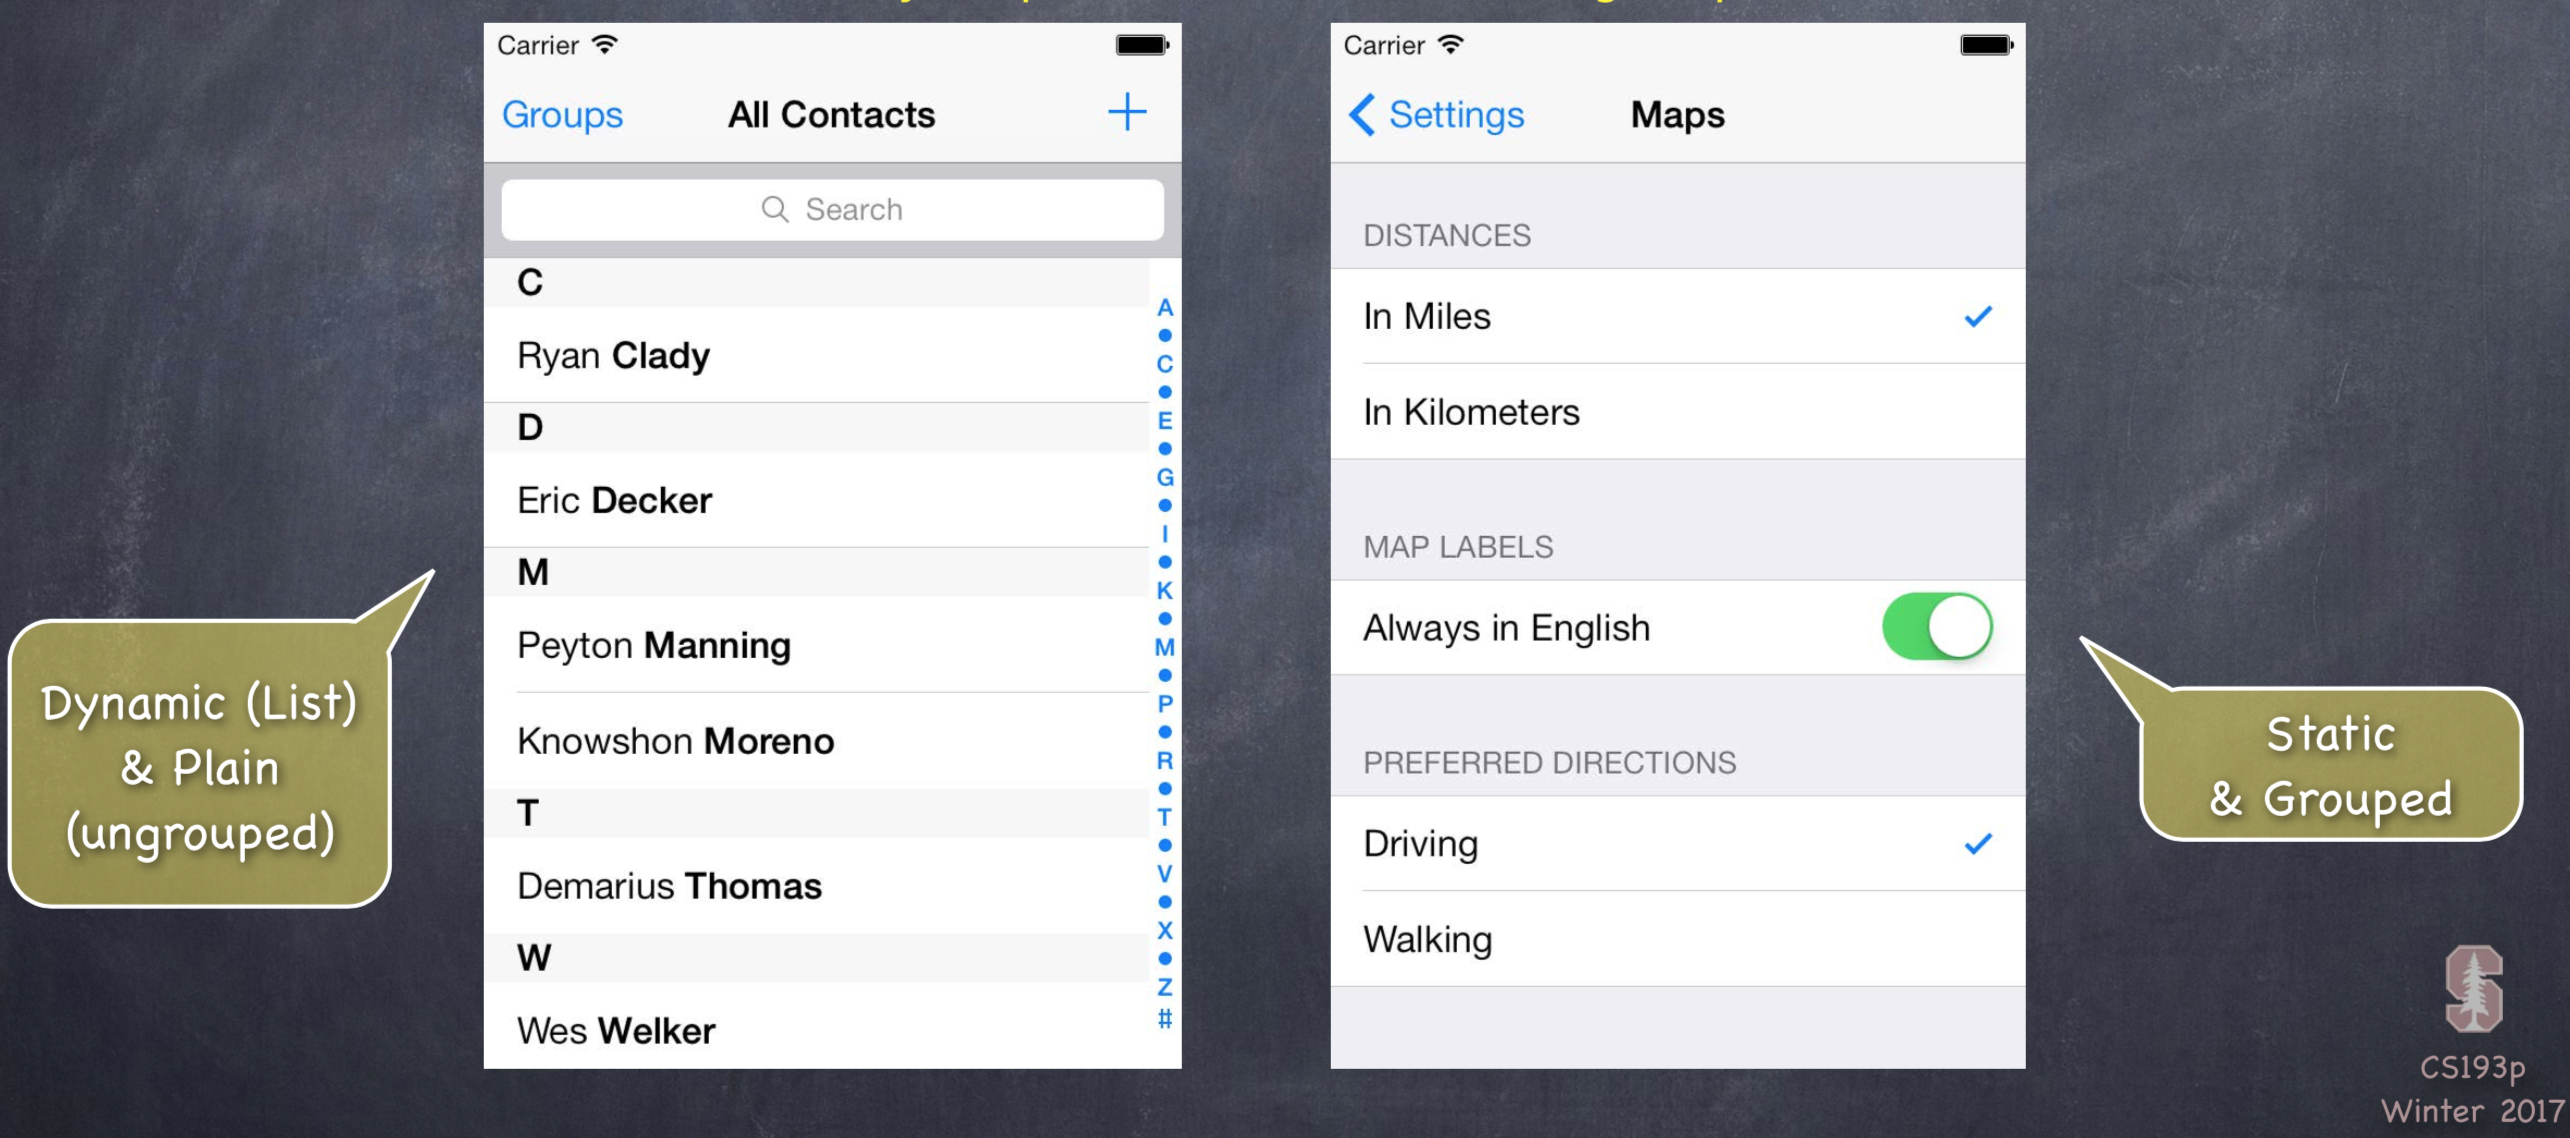 Carrier
Groups All Contacts +
Search
C
Ryan Clady
D
Eric Decker
M
Peyton Manning
Knowshon Moreno
T
Demarius Thomas
W
Wes Welker
A
C
E
G
I
K
M
P
R
T
V
X
Z
#
Carrier
Settings Maps
DISTANCES
In Miles
In Kilometers
MAP LABELS
Always in English
PREFERRED DIRECTIONS
Driving
Walking
Dynamic (List)
& Plain
(ungrouped)
Static
& Grouped
S
CS193p
Winter 2017